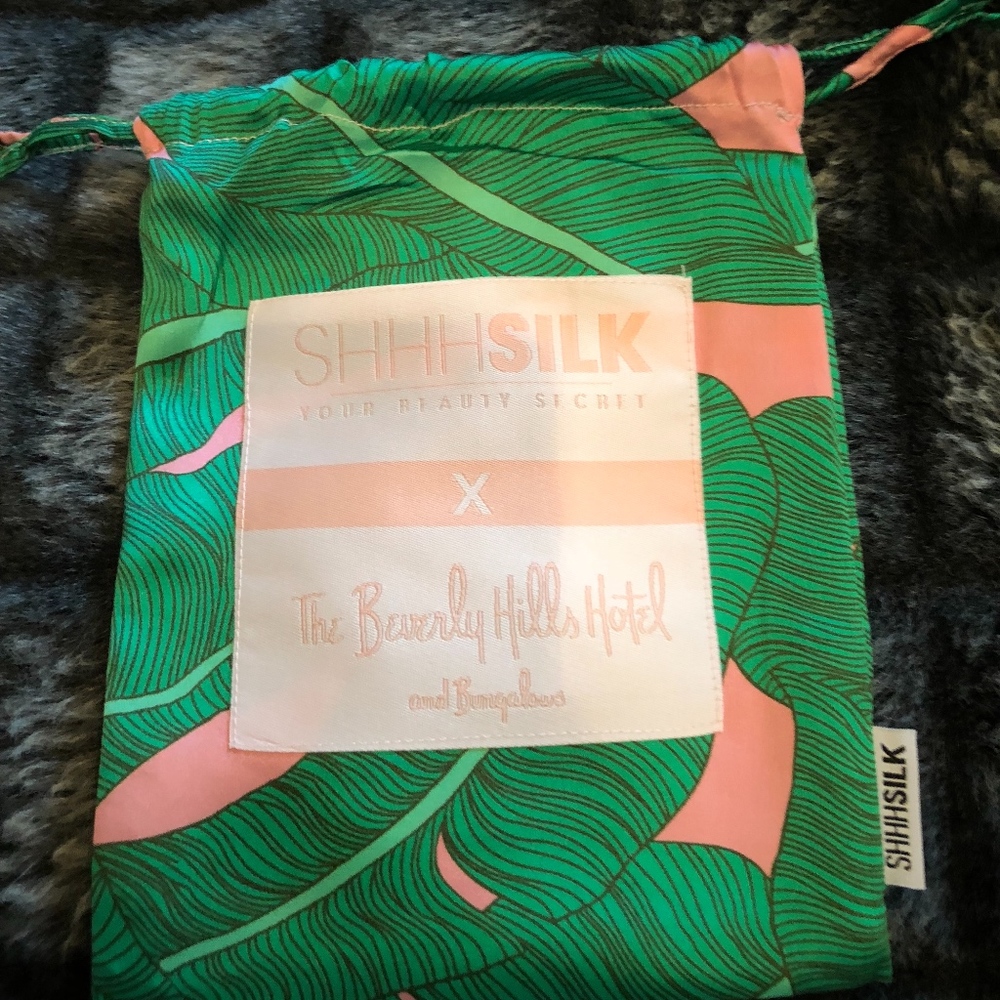 SHHHSILK
YOUR BEAUTY SECRET
X
The Beverly Hills Hotel
and Bungalows
SHHHSILK